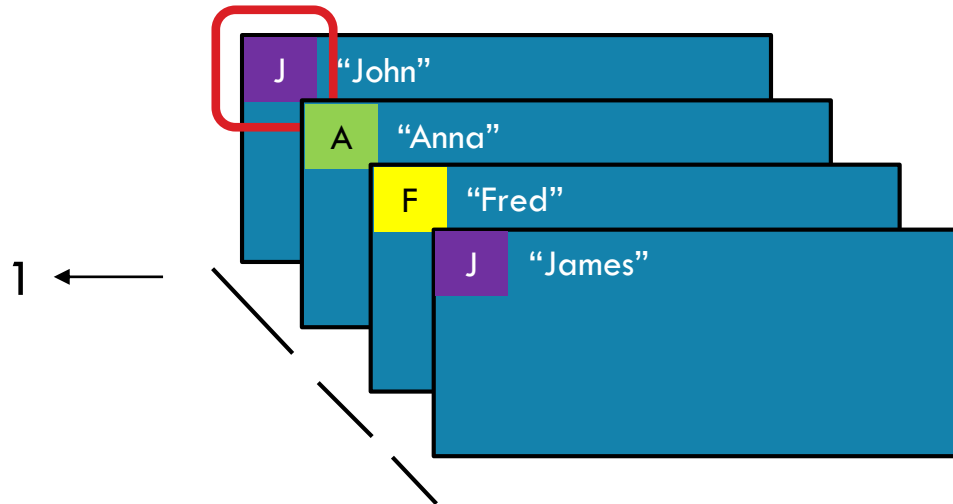 J “John”
A “Anna”
F “Fred”
J “James”
1